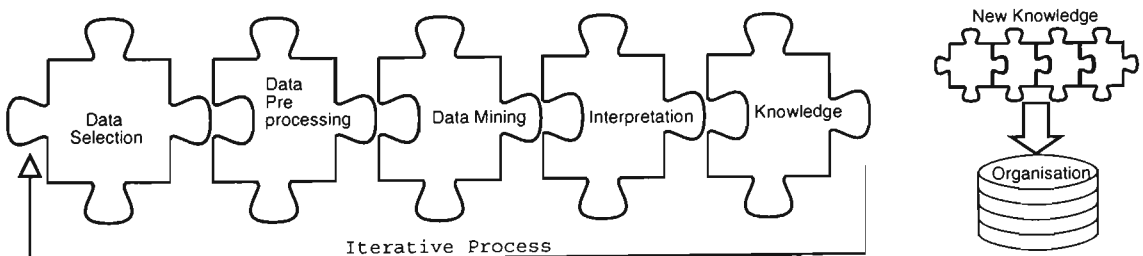 Data
Selection
Data
Pre
processing
Data Mining
Interpretation
Knowledge
Iterative Process
New Knowledge
Organisation